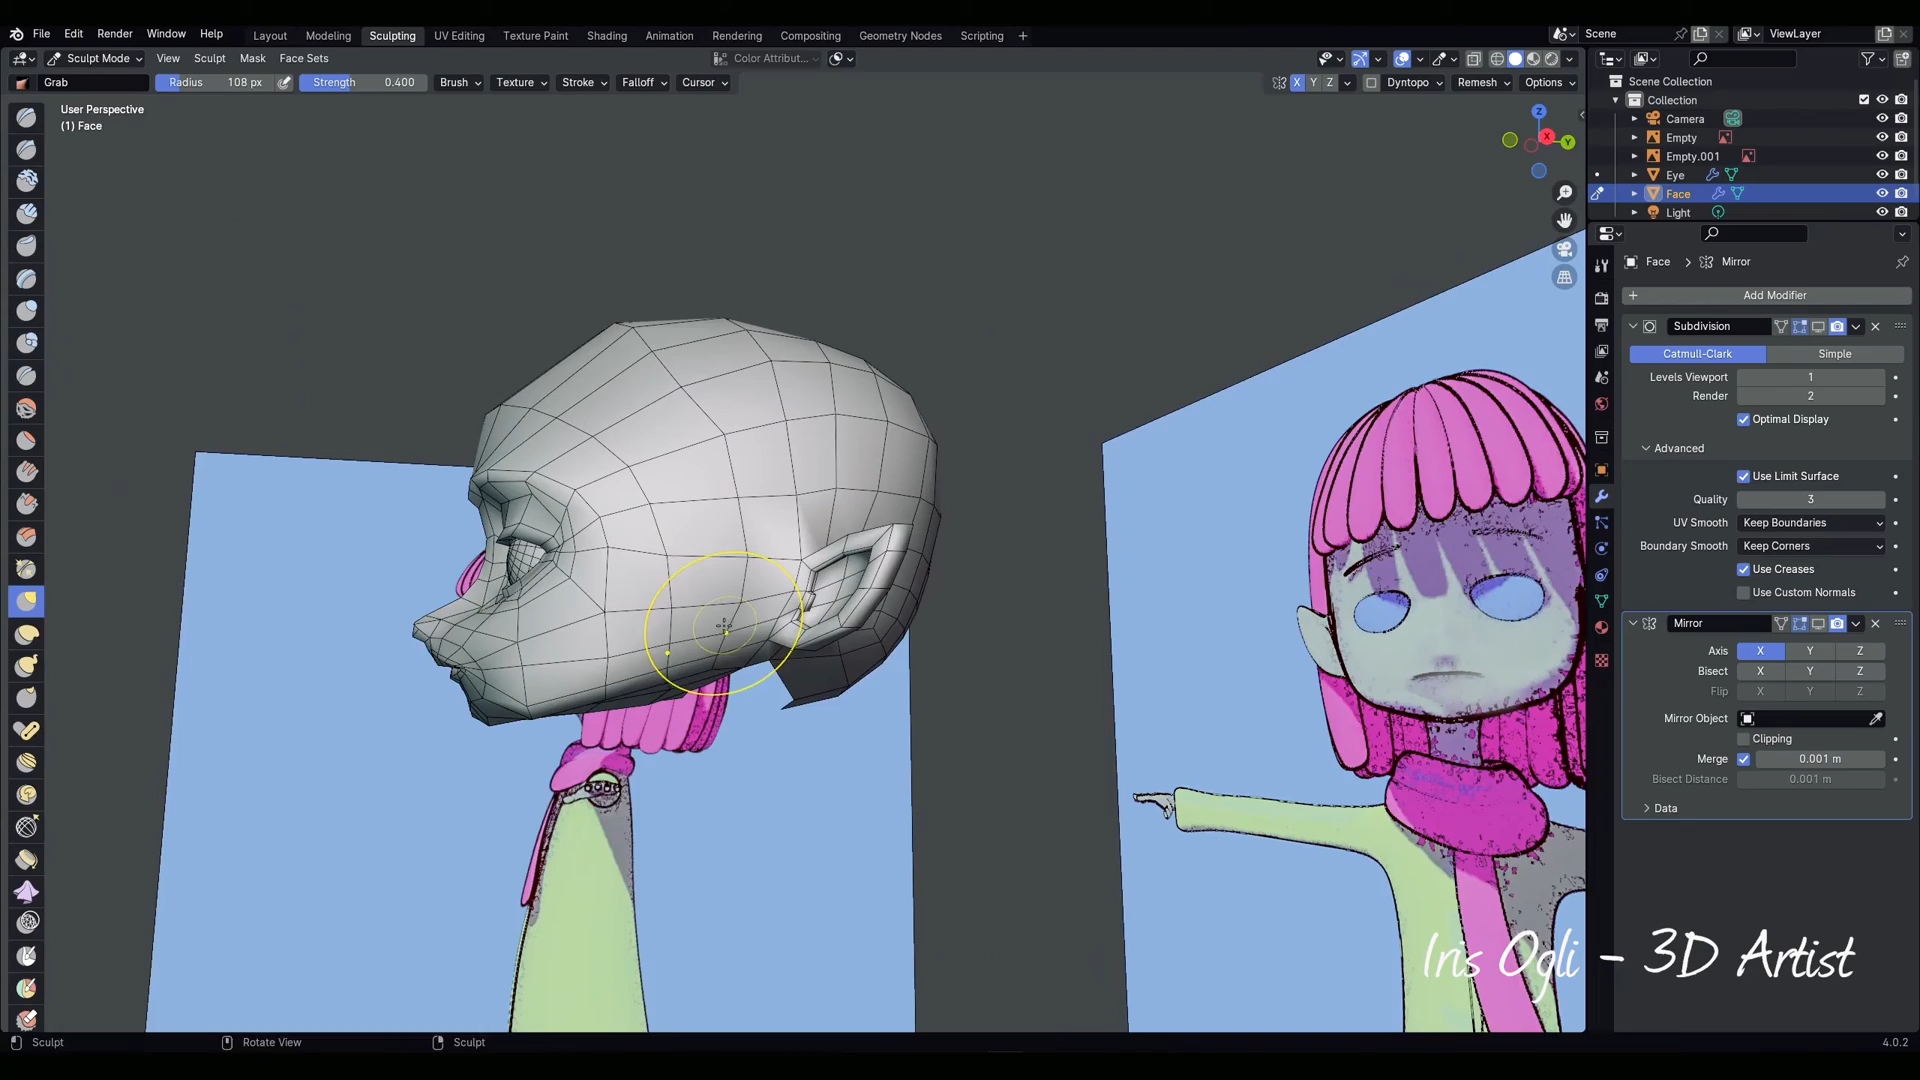 File Edit Render Window Help Layout Modeling Sculpting UV Editing Texture Paint Shading Animation Rendering Compositing Geometry Nodes Scripting Scene ViewLayer
Sculpt Mode View Sculpt Mask Face Sets Color Attribut...
Grab Radius 108 px Strength 0.400 Brush Texture Stroke Falloff Cursor X Y Z Dyntopo Remesh Options
User Perspective
(1) Face
Z
X
Y
Scene Collection
Collection
Camera
Empty
Empty.001
Eye
Face
Light
Face > Mirror
Add Modifier
Subdivision
Catmull-Clark Simple
Levels Viewport 1
Render 2
Optimal Display
Advanced
Use Limit Surface
Quality 3
UV Smooth Keep Boundaries
Boundary Smooth Keep Corners
Use Creases
Use Custom Normals
Mirror
Axis X Y Z
Bisect X Y Z
Flip X Y Z
Mirror Object
Clipping
Merge 0.001 m
Bisect Distance 0.001 m
Data
Iris Ogli - 3D Artist
Sculpt Rotate View Sculpt 4.0.2